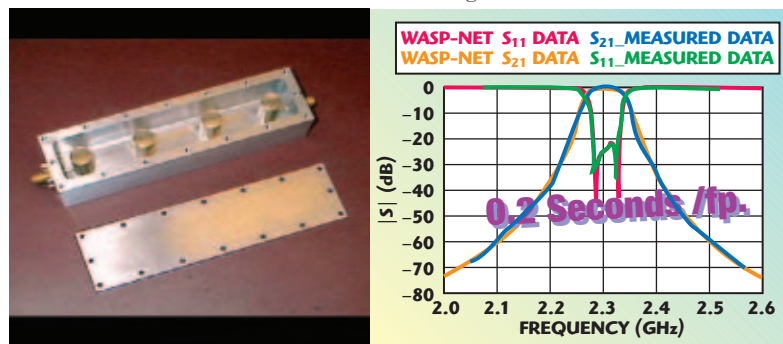 WASP-NET S11 DATA S21_MEASURED DATA
WASP-NET S21 DATA S11_MEASURED DATA
0
–10
–20
–30
–40
–50
–60
–70
–80
|S| (dB)
0.2 Seconds /fp.
2.0 2.1 2.2 2.3 2.4 2.5 2.6
FREQUENCY (GHz)